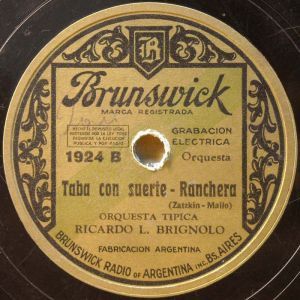 R
Brunswick
MARCA REGISTRADA
GRABACION
ELECTRICA
1924 B
Orquesta
Taba con suerte - Ranchera
(Zatzkin - Mailo)
ORQUESTA TIPICA
RICARDO L. BRIGNOLO
FABRICACION ARGENTINA
BRUNSWICK RADIO OF ARGENTINA INC. Bs. AIRES